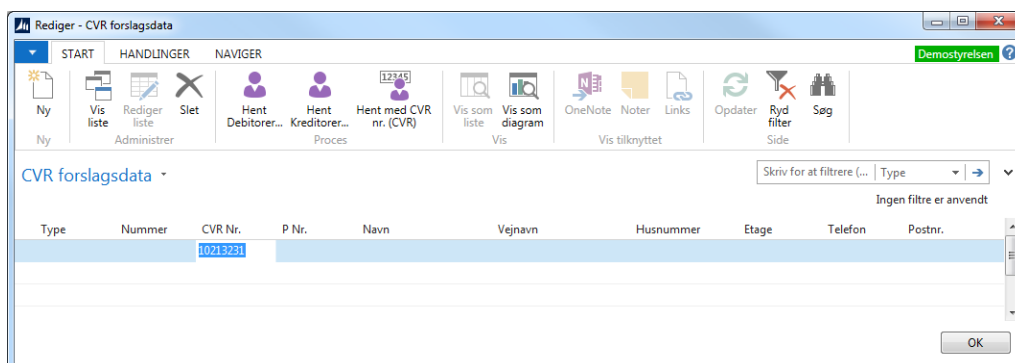 Rediger - CVR forslagsdata
START HANDLINGER NAVIGER
Demostyrelsen
Ny
Vis liste
Rediger liste
Slet
Hent Debitorer...
Hent Kreditorer...
12345
Hent med CVR nr. (CVR)
Vis som liste
Vis som diagram
OneNote
Noter
Links
Opdater
Ryd filter
Søg
Ny Administrer Proces Vis Vis tilknyttet Side
CVR forslagsdata
Skriv for at filtrere (... Type
Ingen filtre er anvendt
Type Nummer CVR Nr. P Nr. Navn Vejnavn Husnummer Etage Telefon Postnr.
10213231
OK